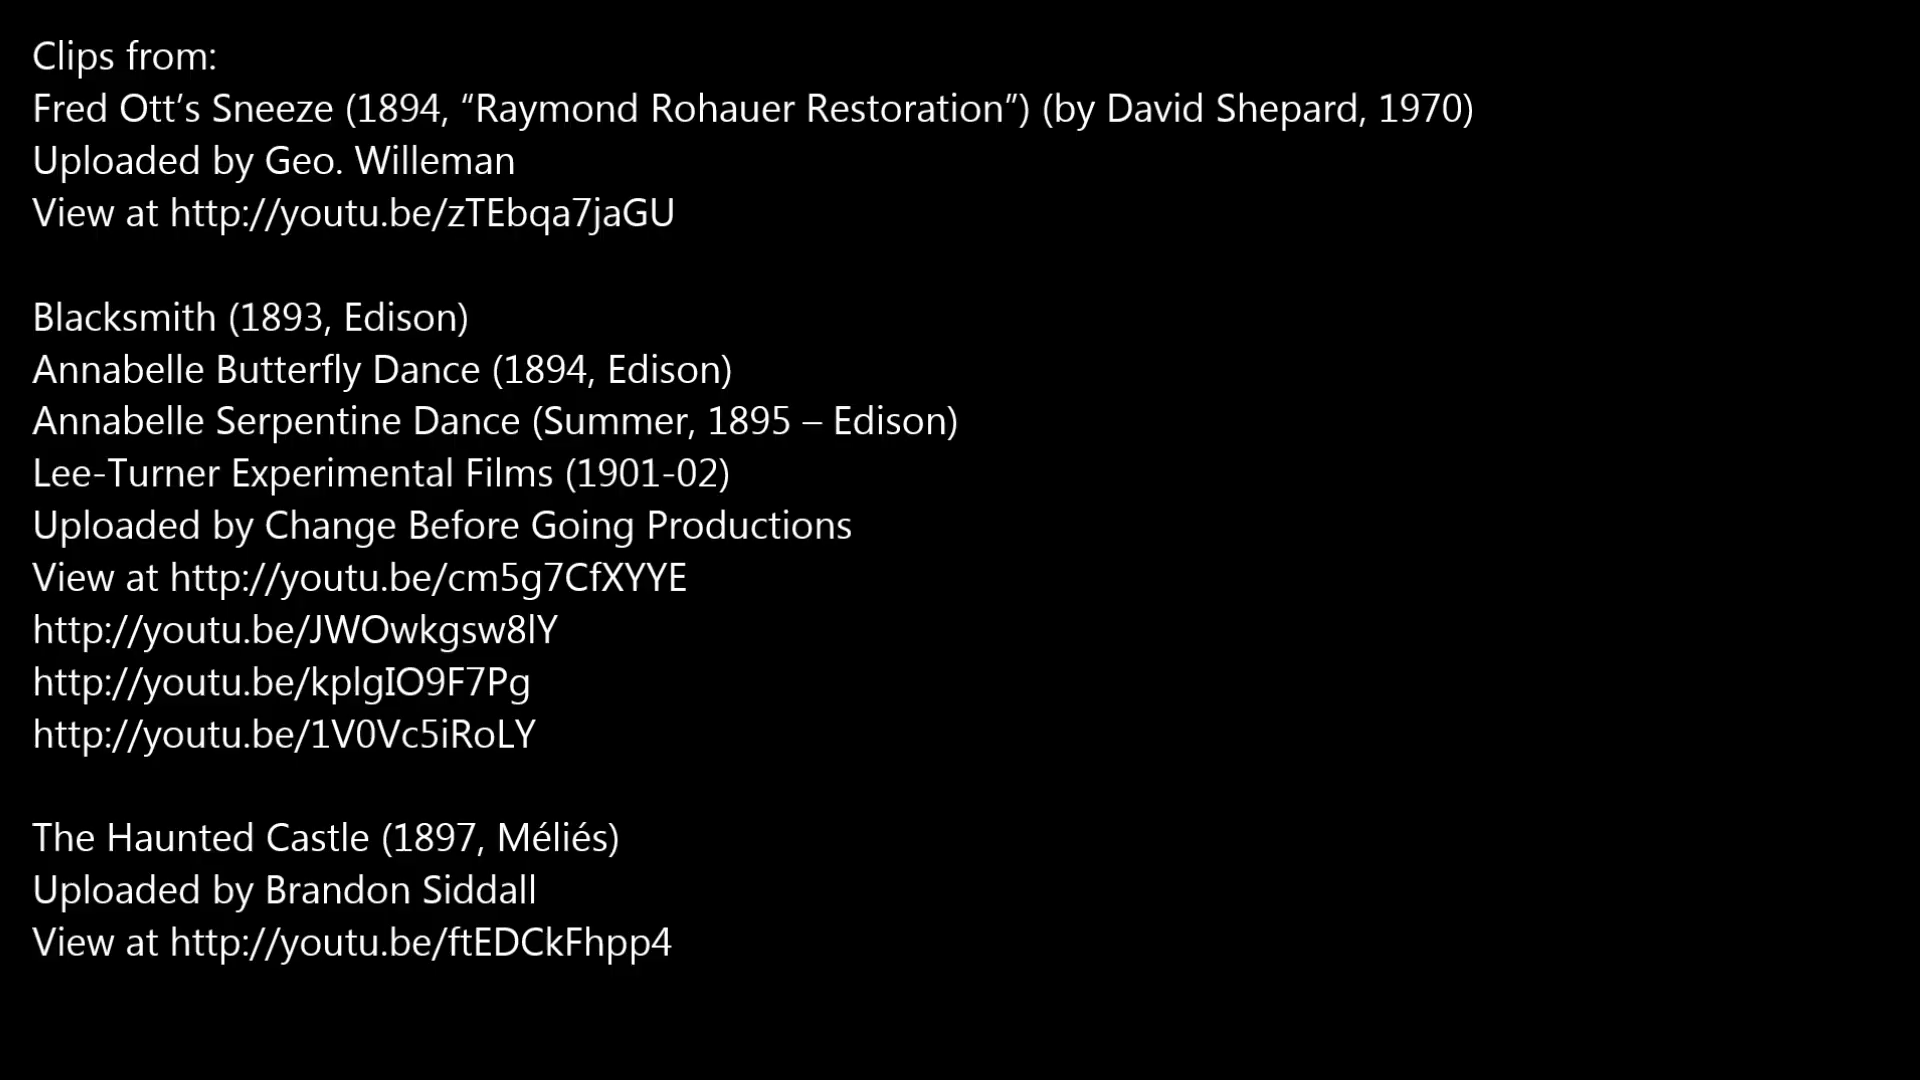 Clips from:
Fred Ott’s Sneeze (1894, “Raymond Rohauer Restoration”) (by David Shepard, 1970)
Uploaded by Geo. Willeman
View at http://youtu.be/zTEbqa7jaGU
Blacksmith (1893, Edison)
Annabelle Butterfly Dance (1894, Edison)
Annabelle Serpentine Dance (Summer, 1895 – Edison)
Lee-Turner Experimental Films (1901-02)
Uploaded by Change Before Going Productions
View at http://youtu.be/cm5g7CfXYYE
http://youtu.be/JWOwkgsw8lY
http://youtu.be/kplgIO9F7Pg
http://youtu.be/1V0Vc5iRoLY
The Haunted Castle (1897, Méliés)
Uploaded by Brandon Siddall
View at http://youtu.be/ftEDCkFhpp4